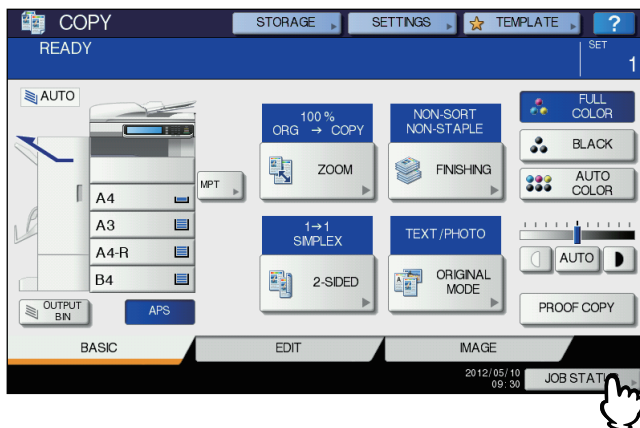 COPY
STORAGE
SETTINGS
TEMPLATE
?
READY
SET
1
AUTO
100 %
ORG → COPY
ZOOM
NON-SORT
NON-STAPLE
FINISHING
FULL
COLOR
BLACK
AUTO
COLOR
MPT
A4
A3
A4-R
B4
1→1
SIMPLEX
2-SIDED
TEXT/PHOTO
ORIGINAL
MODE
AUTO
OUTPUT
BIN
APS
PROOF COPY
BASIC
EDIT
IMAGE
2012/05/10
09:30
JOB STATU